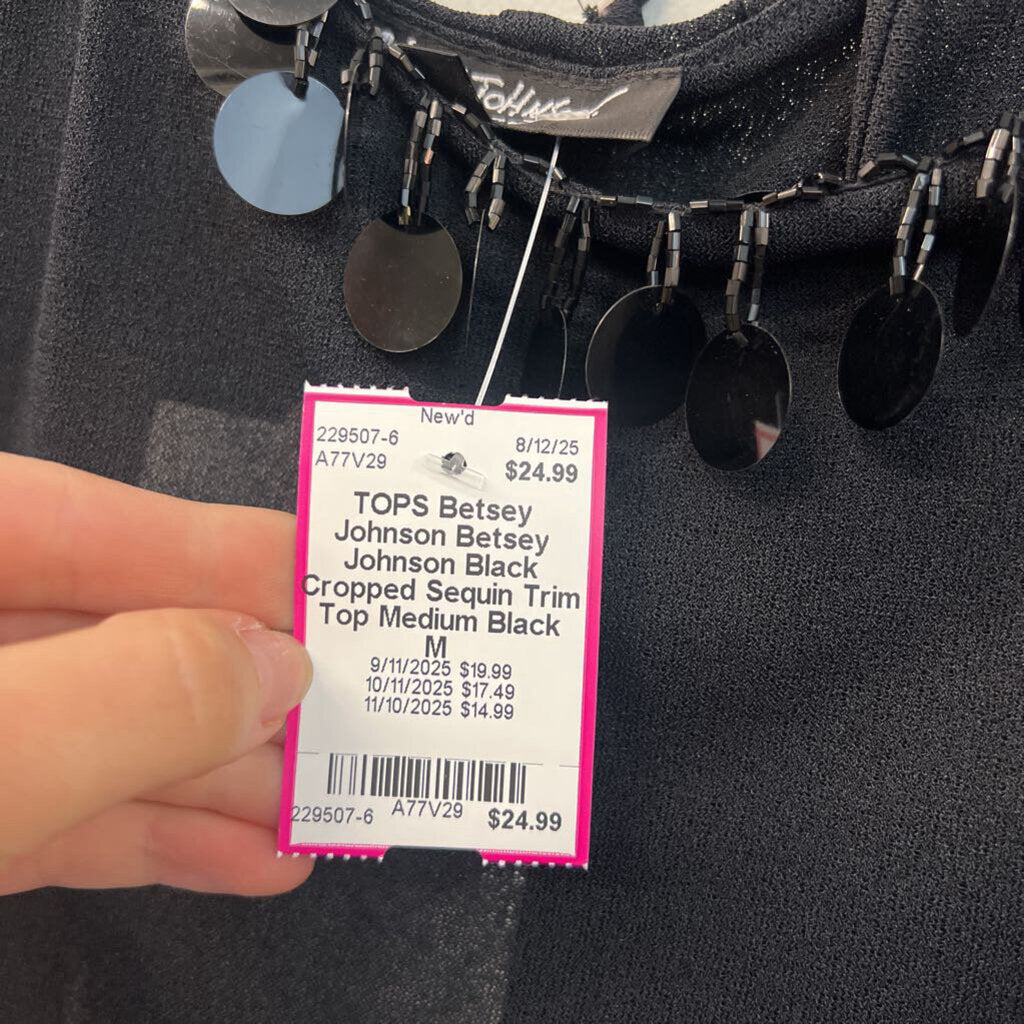 JOHNSON
New'd
229507-6 8/12/25
A77V29 $24.99
TOPS Betsey
Johnson Betsey
Johnson Black
Cropped Sequin Trim
Top Medium Black
M
9/11/2025 $19.99
10/11/2025 $17.49
11/10/2025 $14.99
229507-6 A77V29 $24.99